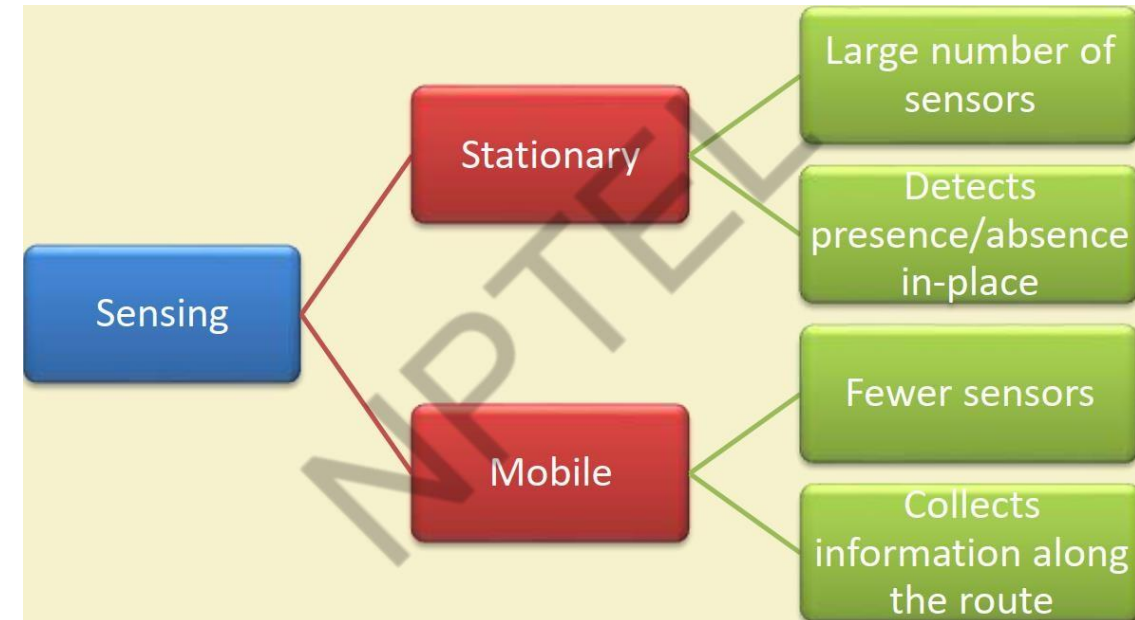 Large number of
sensors
Stationary
Detects
presence/absence
in-place
Sensing
Fewer sensors
Mobile
Collects
information along
the route
NPTEL